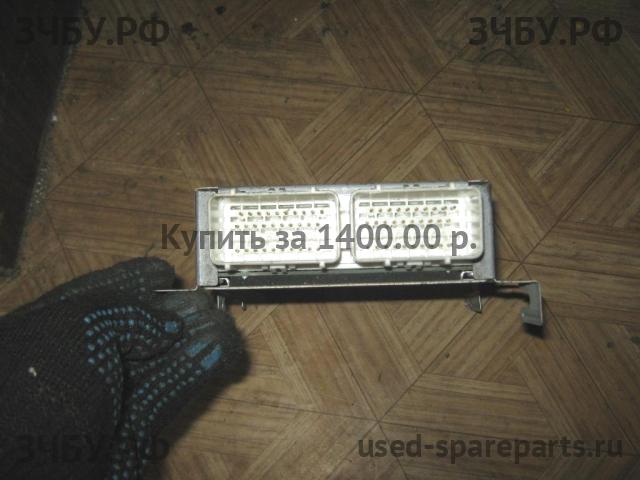 ЗЧБУ.РФ ЗЧБУ.РФ
Купить за 1400.00 р.
ЗЧБУ.РФ used-spareparts.ru